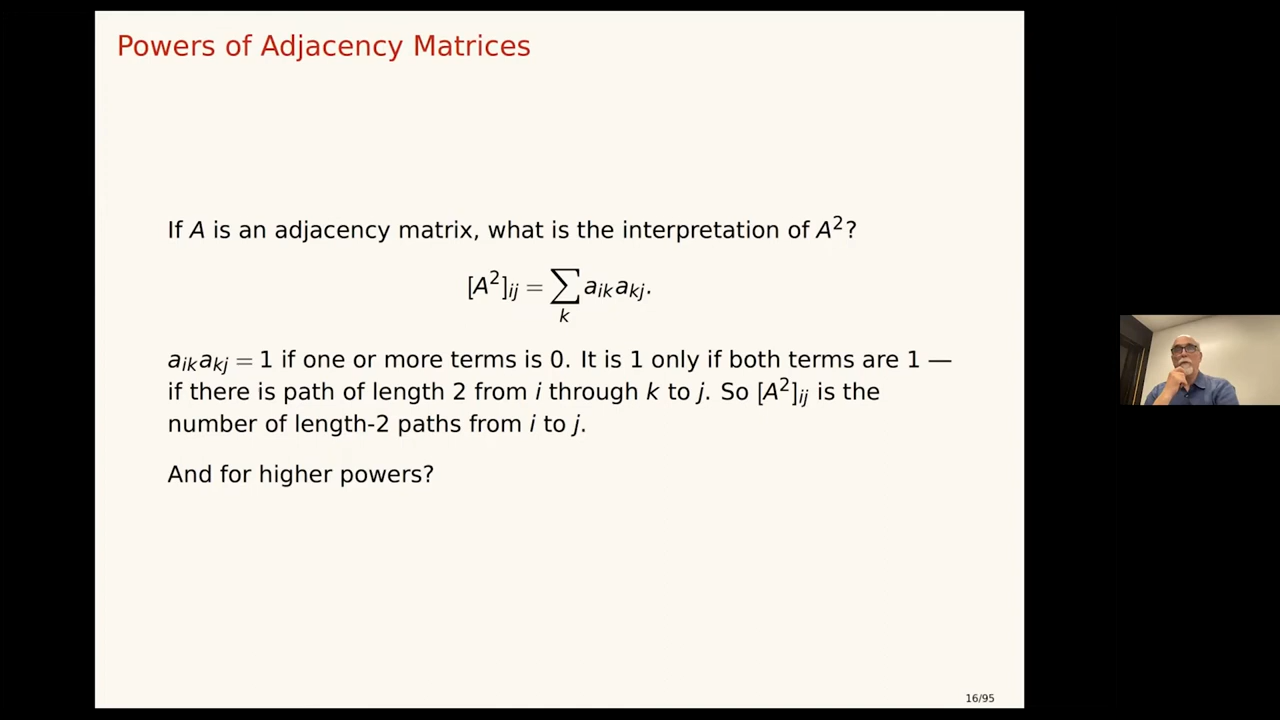 Powers of Adjacency Matrices
If A is an adjacency matrix, what is the interpretation of A²?
[A²]ᵢⱼ = ∑ₖ aᵢₖaₖⱼ.
aᵢₖaₖⱼ = 1 if one or more terms is 0. It is 1 only if both terms are 1 —
if there is path of length 2 from i through k to j. So [A²]ᵢⱼ is the
number of length-2 paths from i to j.
And for higher powers?
16/95